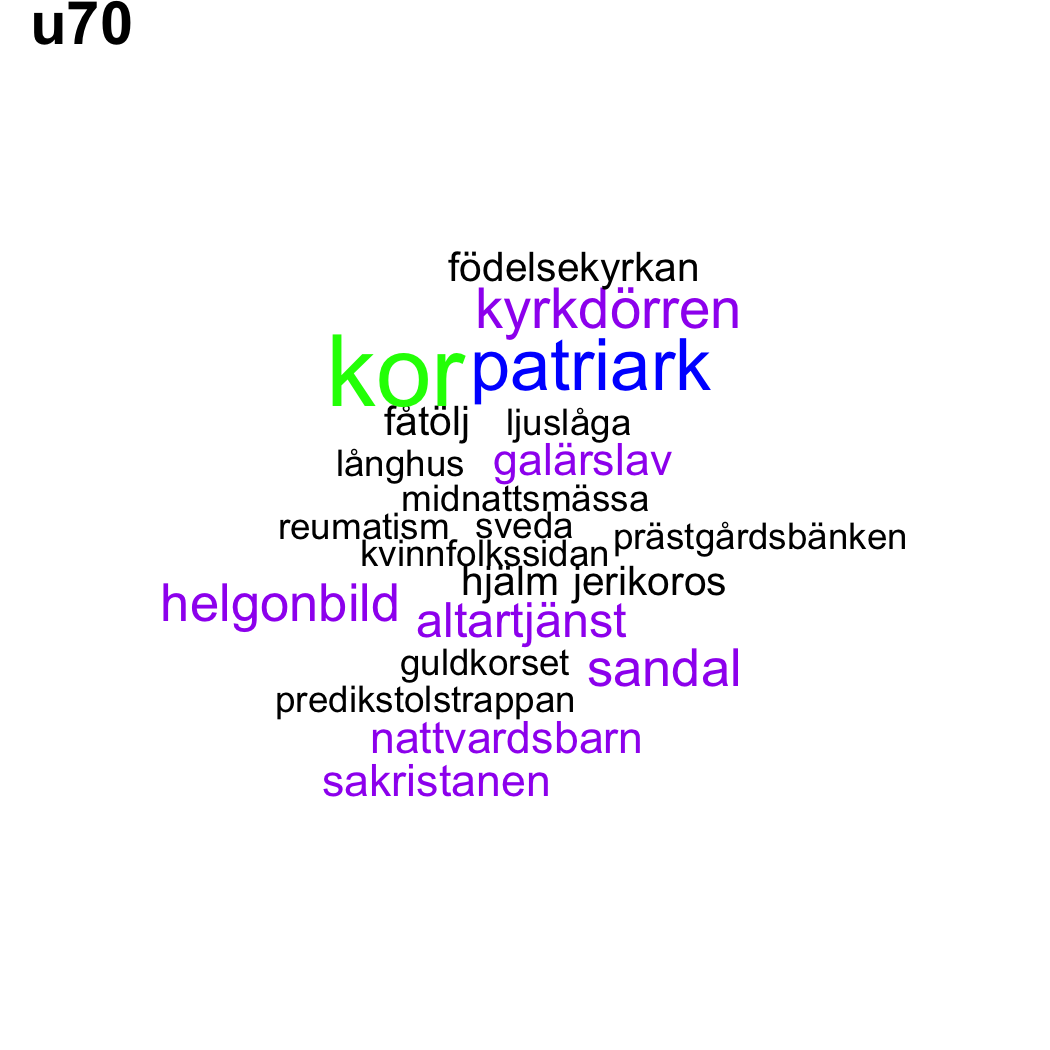 u70
födelsekyrkan
kyrkdörren
kor patriark
fåtölj ljuslåga
långhus galärslav
midnattsmässa
reumatism sveda prästgårdsbänken
kvinnfolkssidan
hjälm jerikoros
helgonbild altartjänst
guldkorset sandal
predikstolstrappan
nattvardsbarn
sakristanen